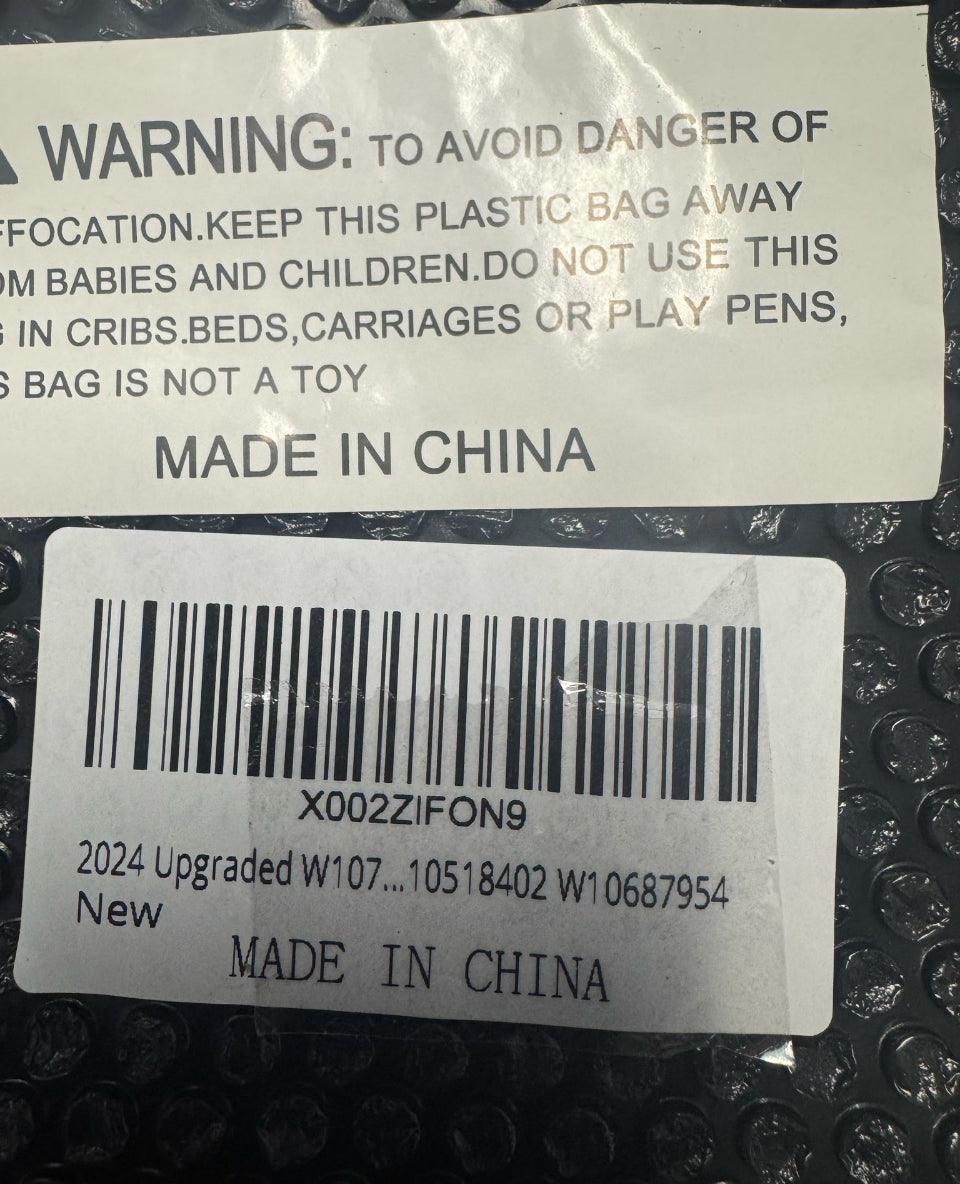 WARNING: TO AVOID DANGER OF
FFOCATION.KEEP THIS PLASTIC BAG AWAY
OM BABIES AND CHILDREN.DO NOT USE THIS
G IN CRIBS.BEDS,CARRIAGES OR PLAY PENS,
S BAG IS NOT A TOY
MADE IN CHINA
X002ZIFON9
2024 Upgraded W107...10518402 W10687954
New
MADE IN CHINA